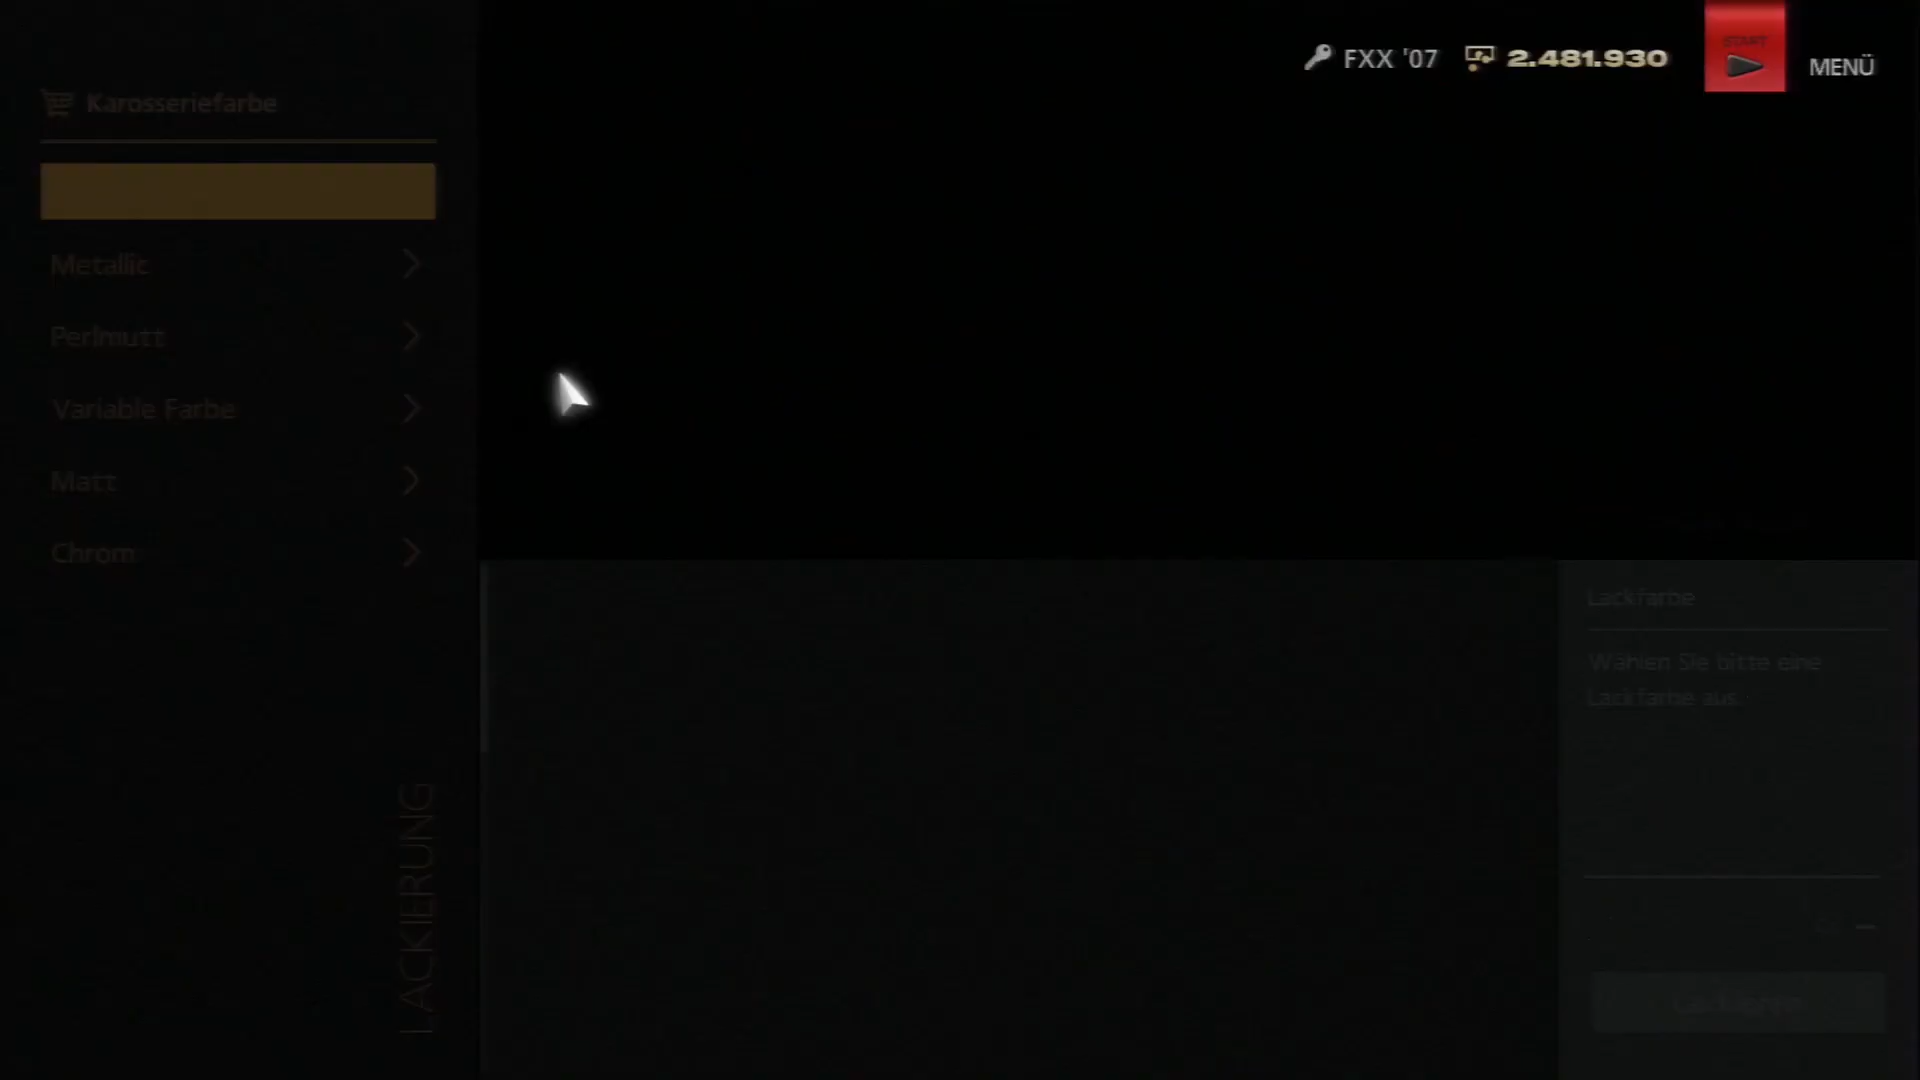 FXX '07
2.481.930
START
MENÜ
Karosseriefarbe
Metallic
Perlmutt
Variable Farbe
Matt
Chrom
LACKIERUNG
Lackfarbe
Wählen Sie bitte eine
Lackfarbe aus.